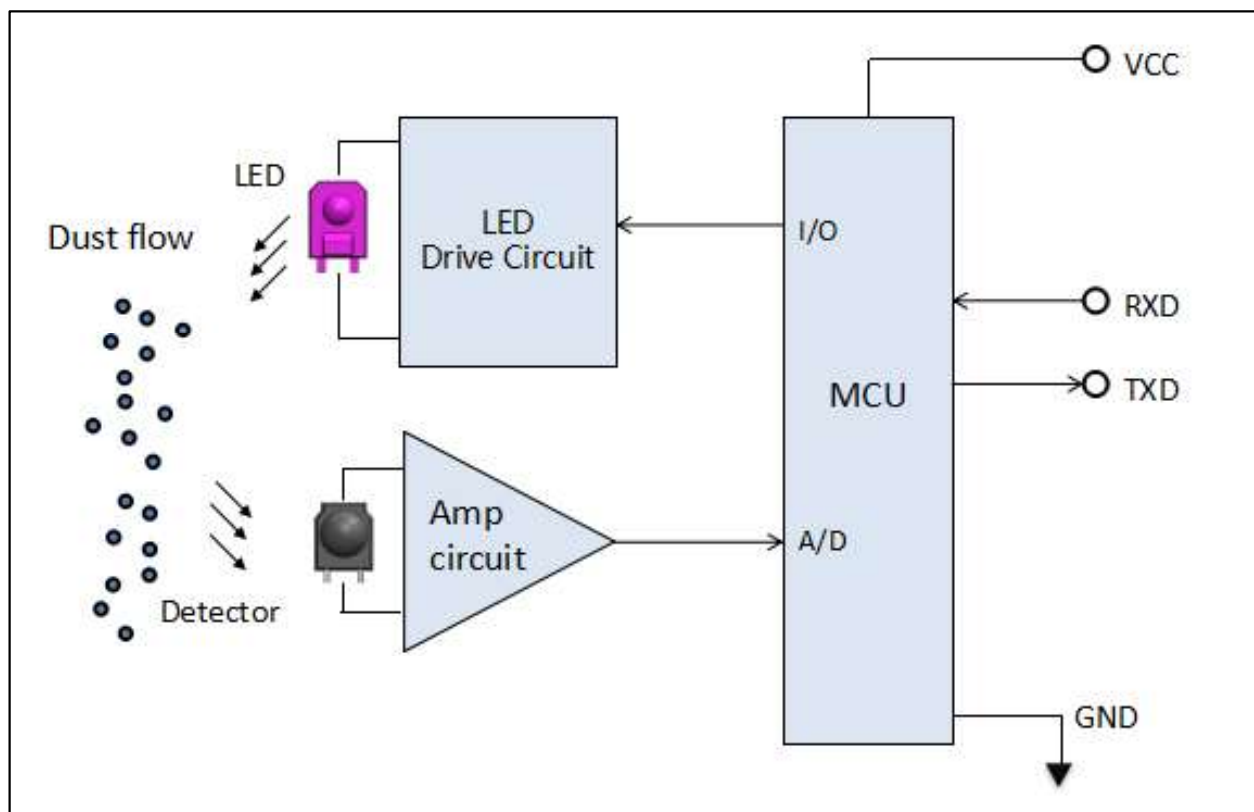 VCC
LED
Dust flow
LED
Drive Circuit
I/O
RXD
MCU
TXD
Amp
circuit
A/D
Detector
GND